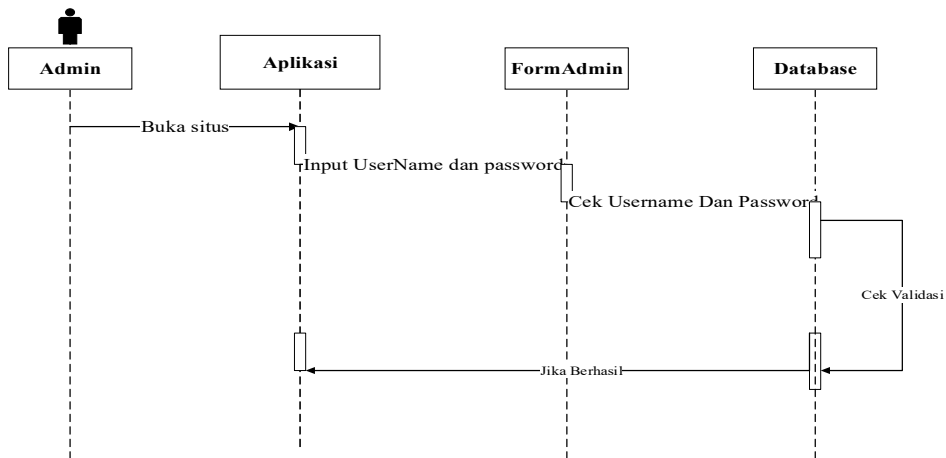 Admin
Aplikasi
FormAdmin
Database
Buka situs
Input UserName dan password
Cek Username Dan Password
Cek Validasi
Jika Berhasil